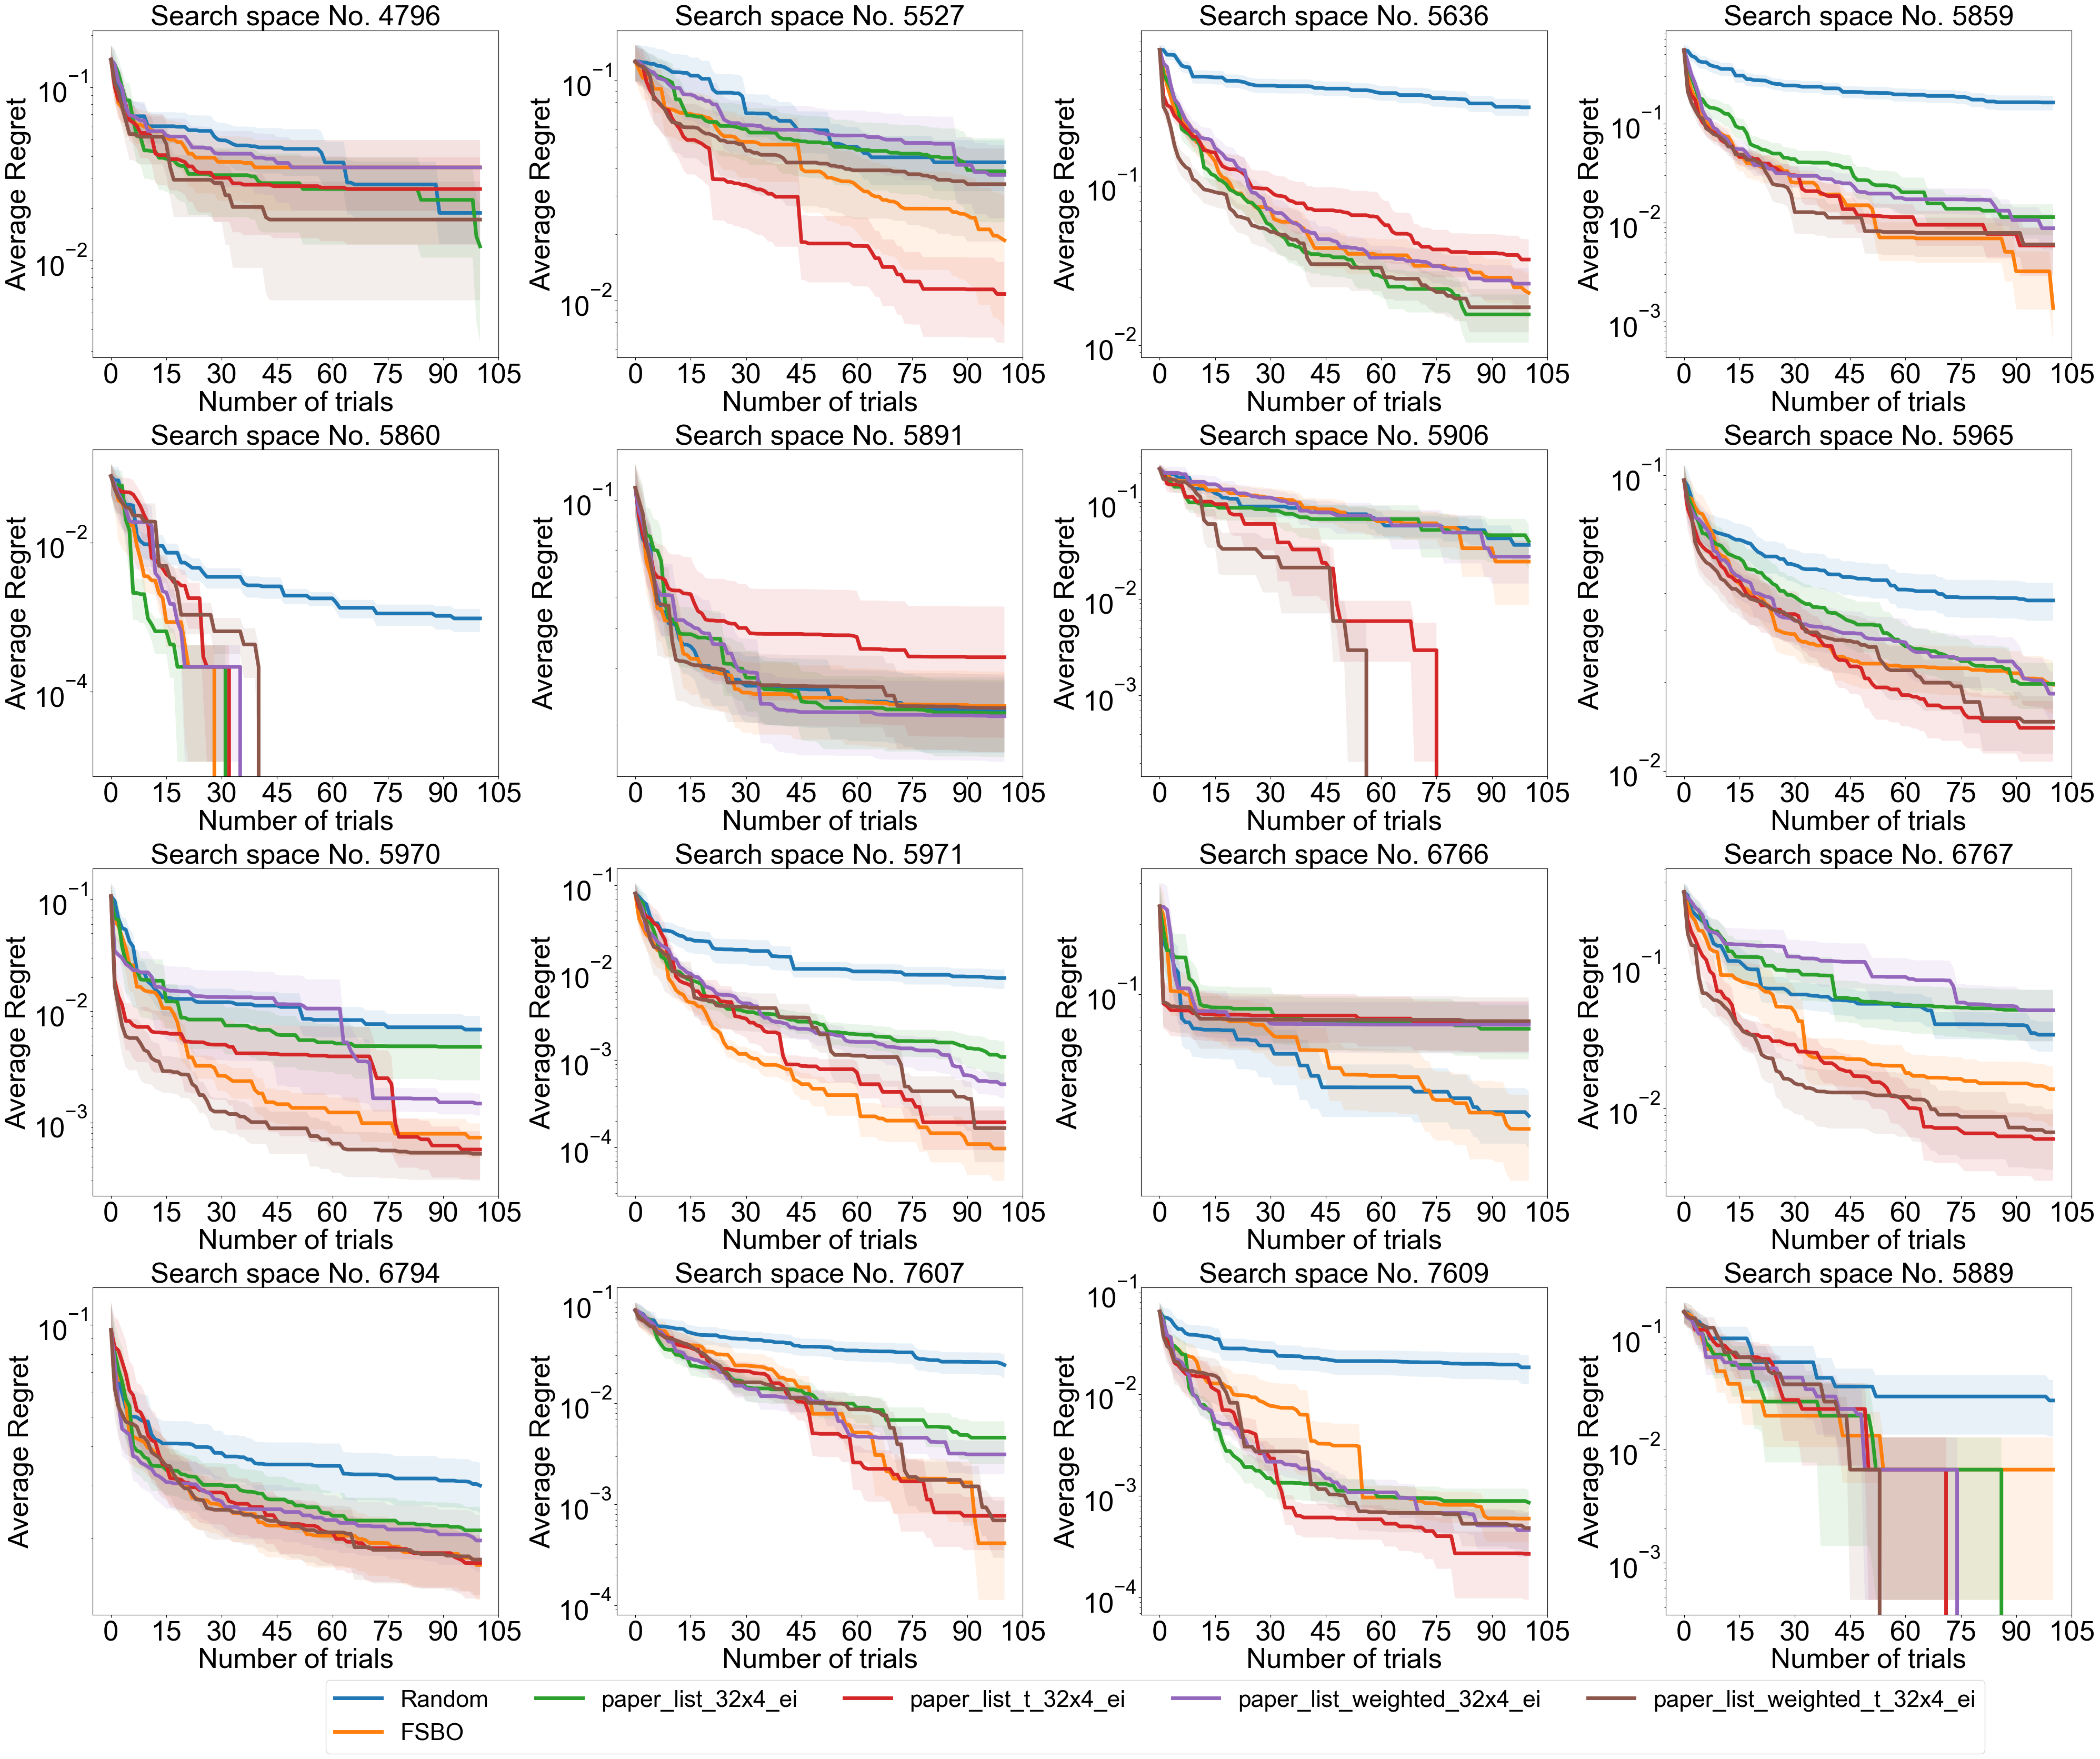 Search space No. 4796
Average Regret
10−1
10−2
0 15 30 45 60 75 90 105
Number of trials
Search space No. 5527
Average Regret
10−1
10−2
0 15 30 45 60 75 90 105
Number of trials
Search space No. 5636
Average Regret
10−1
10−2
0 15 30 45 60 75 90 105
Number of trials
Search space No. 5859
Average Regret
10−1
10−2
10−3
0 15 30 45 60 75 90 105
Number of trials
Search space No. 5860
Average Regret
10−2
10−4
0 15 30 45 60 75 90 105
Number of trials
Search space No. 5891
Average Regret
10−1
0 15 30 45 60 75 90 105
Number of trials
Search space No. 5906
Average Regret
10−1
10−2
10−3
0 15 30 45 60 75 90 105
Number of trials
Search space No. 5965
Average Regret
10−1
10−2
0 15 30 45 60 75 90 105
Number of trials
Search space No. 5970
Average Regret
10−1
10−2
10−3
0 15 30 45 60 75 90 105
Number of trials
Search space No. 5971
Average Regret
10−1
10−2
10−3
10−4
0 15 30 45 60 75 90 105
Number of trials
Search space No. 6766
Average Regret
10−1
0 15 30 45 60 75 90 105
Number of trials
Search space No. 6767
Average Regret
10−1
10−2
0 15 30 45 60 75 90 105
Number of trials
Search space No. 6794
Average Regret
10−1
0 15 30 45 60 75 90 105
Number of trials
Search space No. 7607
Average Regret
10−1
10−2
10−3
10−4
0 15 30 45 60 75 90 105
Number of trials
Search space No. 7609
Average Regret
10−1
10−2
10−3
10−4
0 15 30 45 60 75 90 105
Number of trials
Search space No. 5889
Average Regret
10−1
10−2
10−3
0 15 30 45 60 75 90 105
Number of trials
Random paper_list_32x4_ei paper_list_t_32x4_ei paper_list_weighted_32x4_ei paper_list_weighted_t_32x4_ei
FSBO